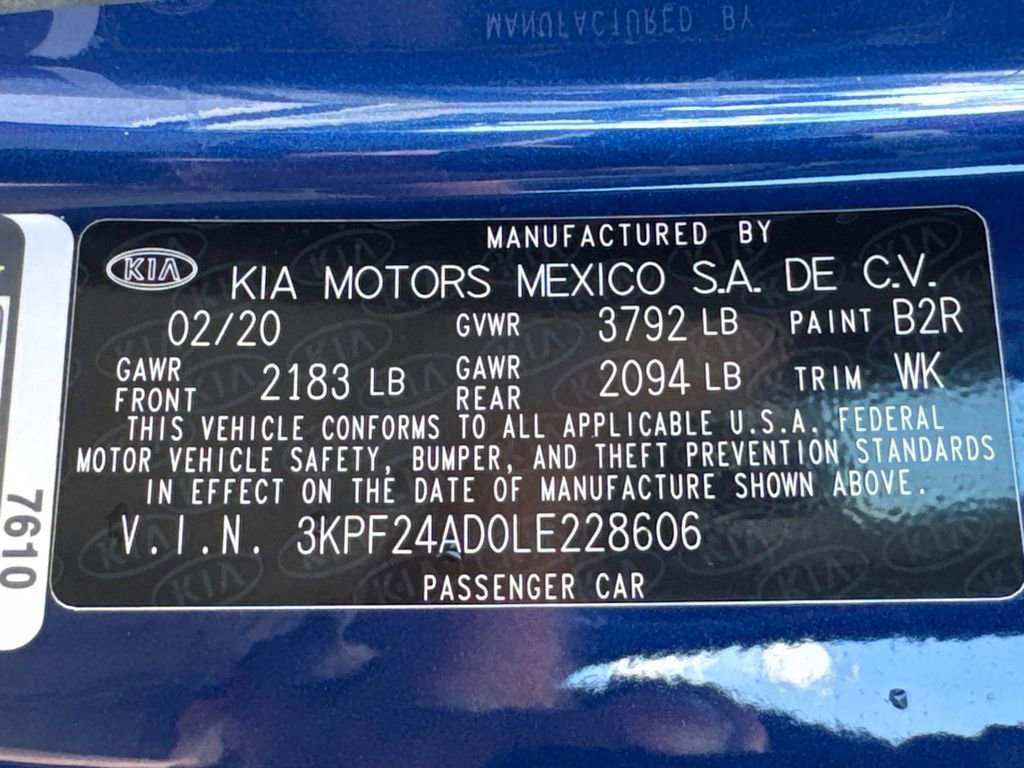 MANUFACTURED BY
MANUFACTURED BY
KIA KIA MOTORS MEXICO S.A. DE C.V.
02/20 GVWR 3792 LB PAINT B2R
GAWR FRONT 2183 LB GAWR REAR 2094 LB TRIM WK
THIS VEHICLE CONFORMS TO ALL APPLICABLE U.S.A. FEDERAL
MOTOR VEHICLE SAFETY, BUMPER, AND THEFT PREVENTION STANDARDS
IN EFFECT ON THE DATE OF MANUFACTURE SHOWN ABOVE.
V.I.N. 3KPF24AD0LE228606
PASSENGER CAR
7610